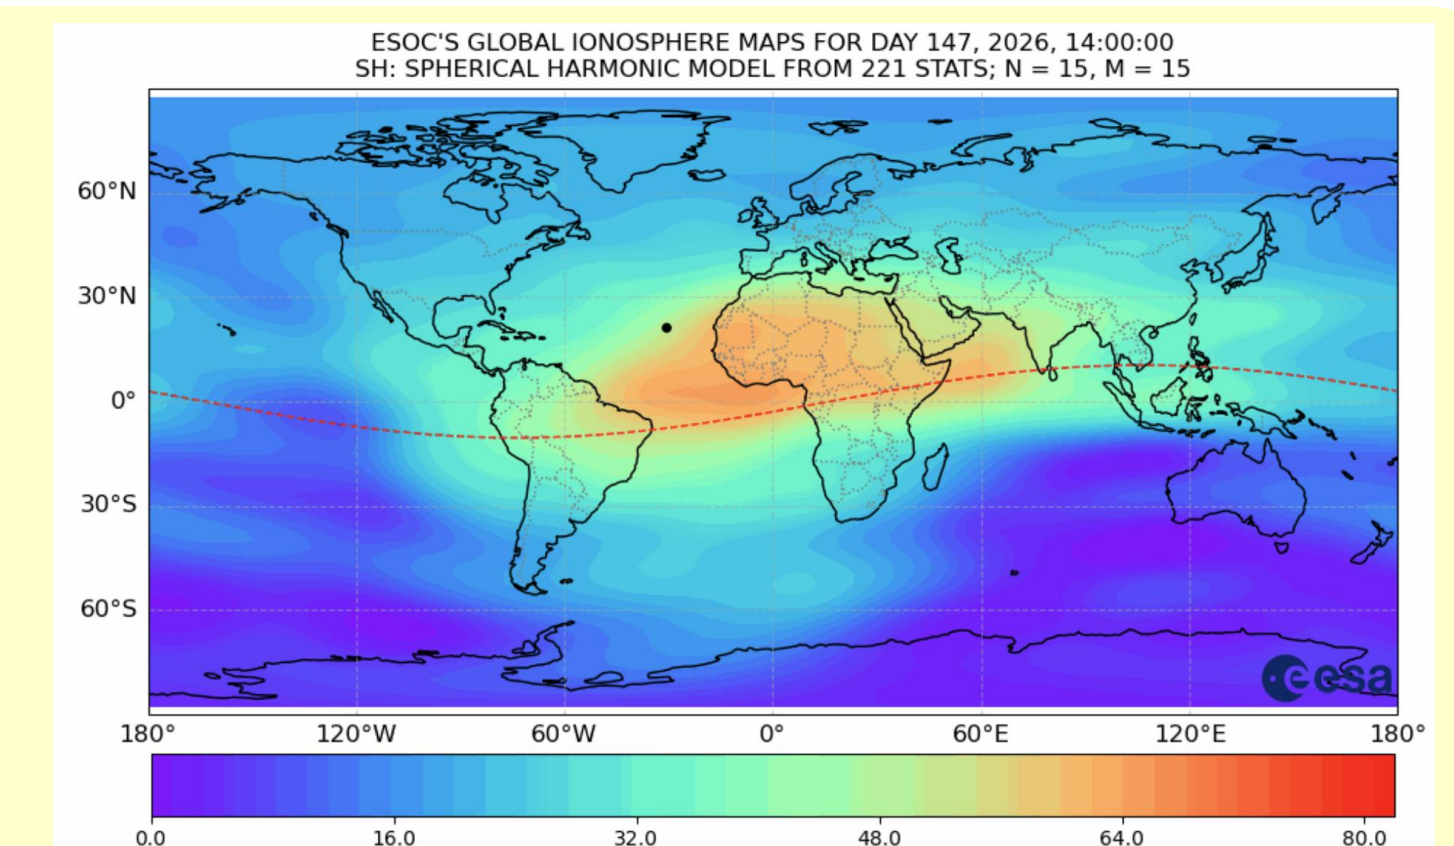 ESOC'S GLOBAL IONOSPHERE MAPS FOR DAY 147, 2026, 14:00:00
SH: SPHERICAL HARMONIC MODEL FROM 221 STATS; N = 15, M = 15
60°N
30°N
0°
30°S
60°S
esa
180° 120°W 60°W 0° 60°E 120°E 180°
0.0 16.0 32.0 48.0 64.0 80.0